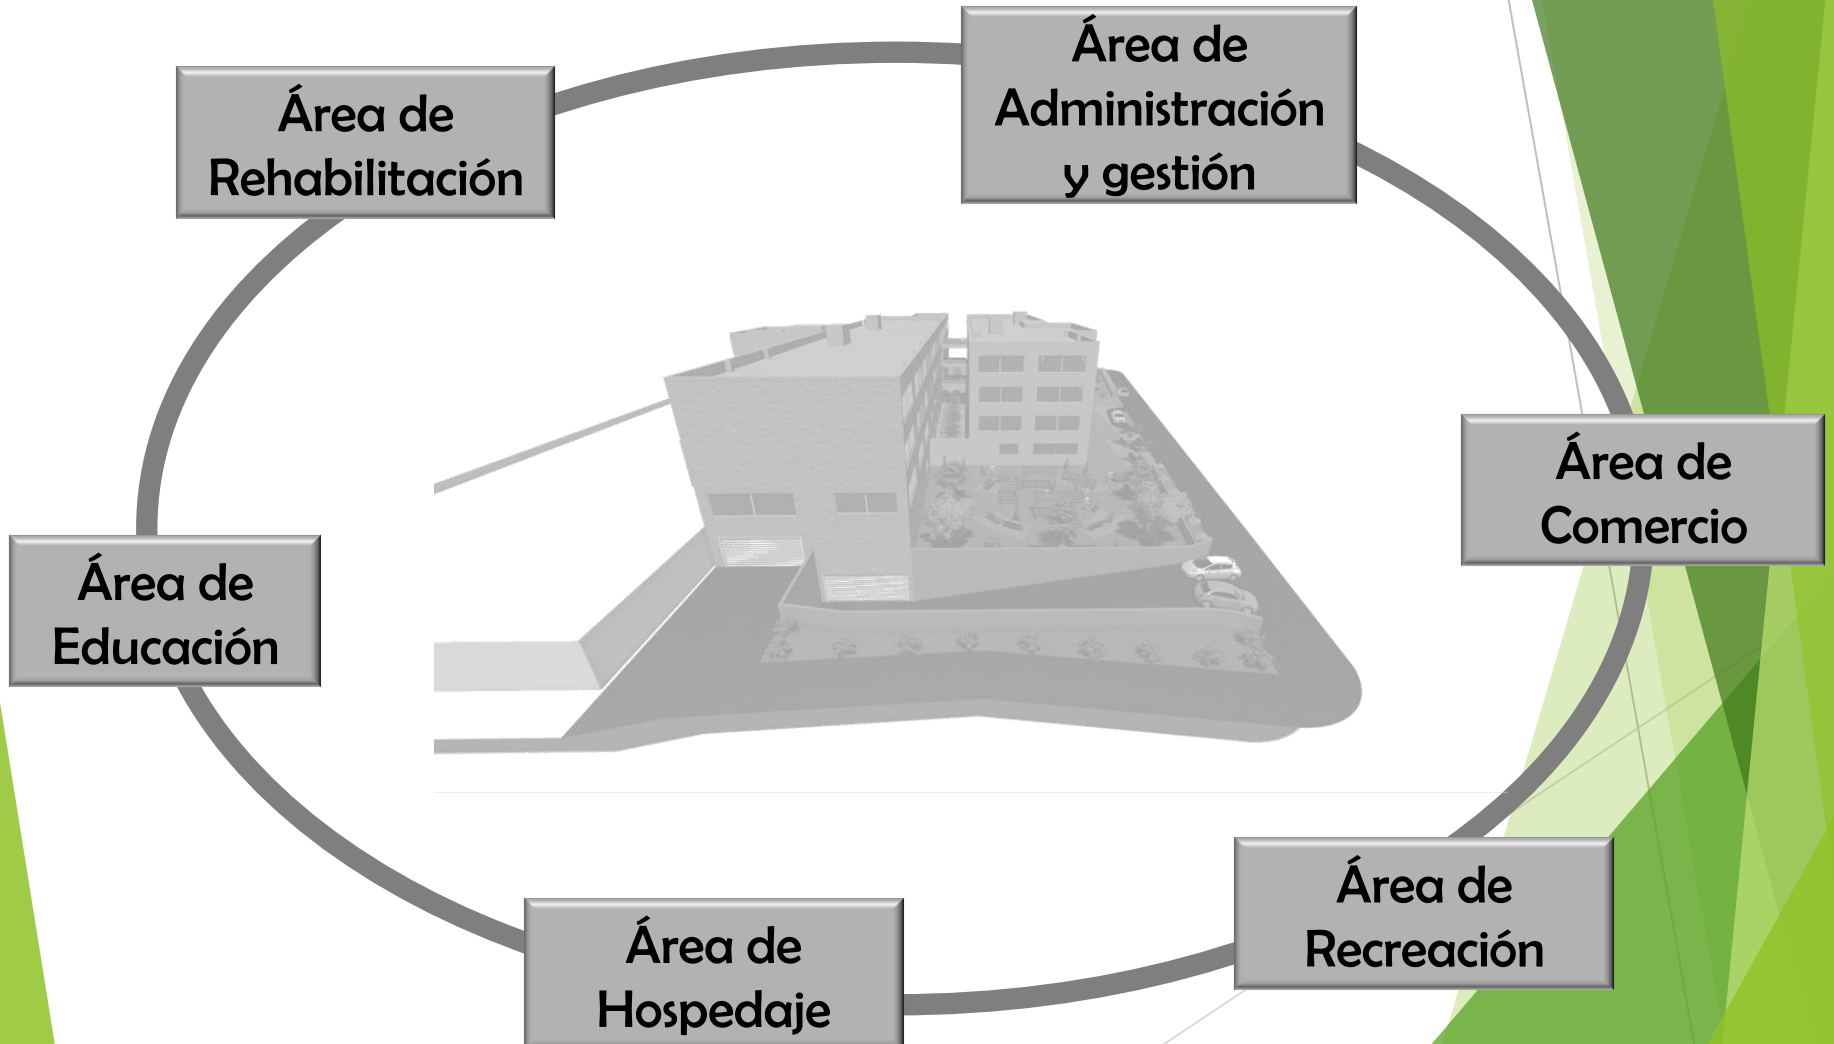 Área de
Rehabilitación
Área de
Administración
y gestión
Área de
Comercio
Área de
Educación
Área de
Recreación
Área de
Hospedaje